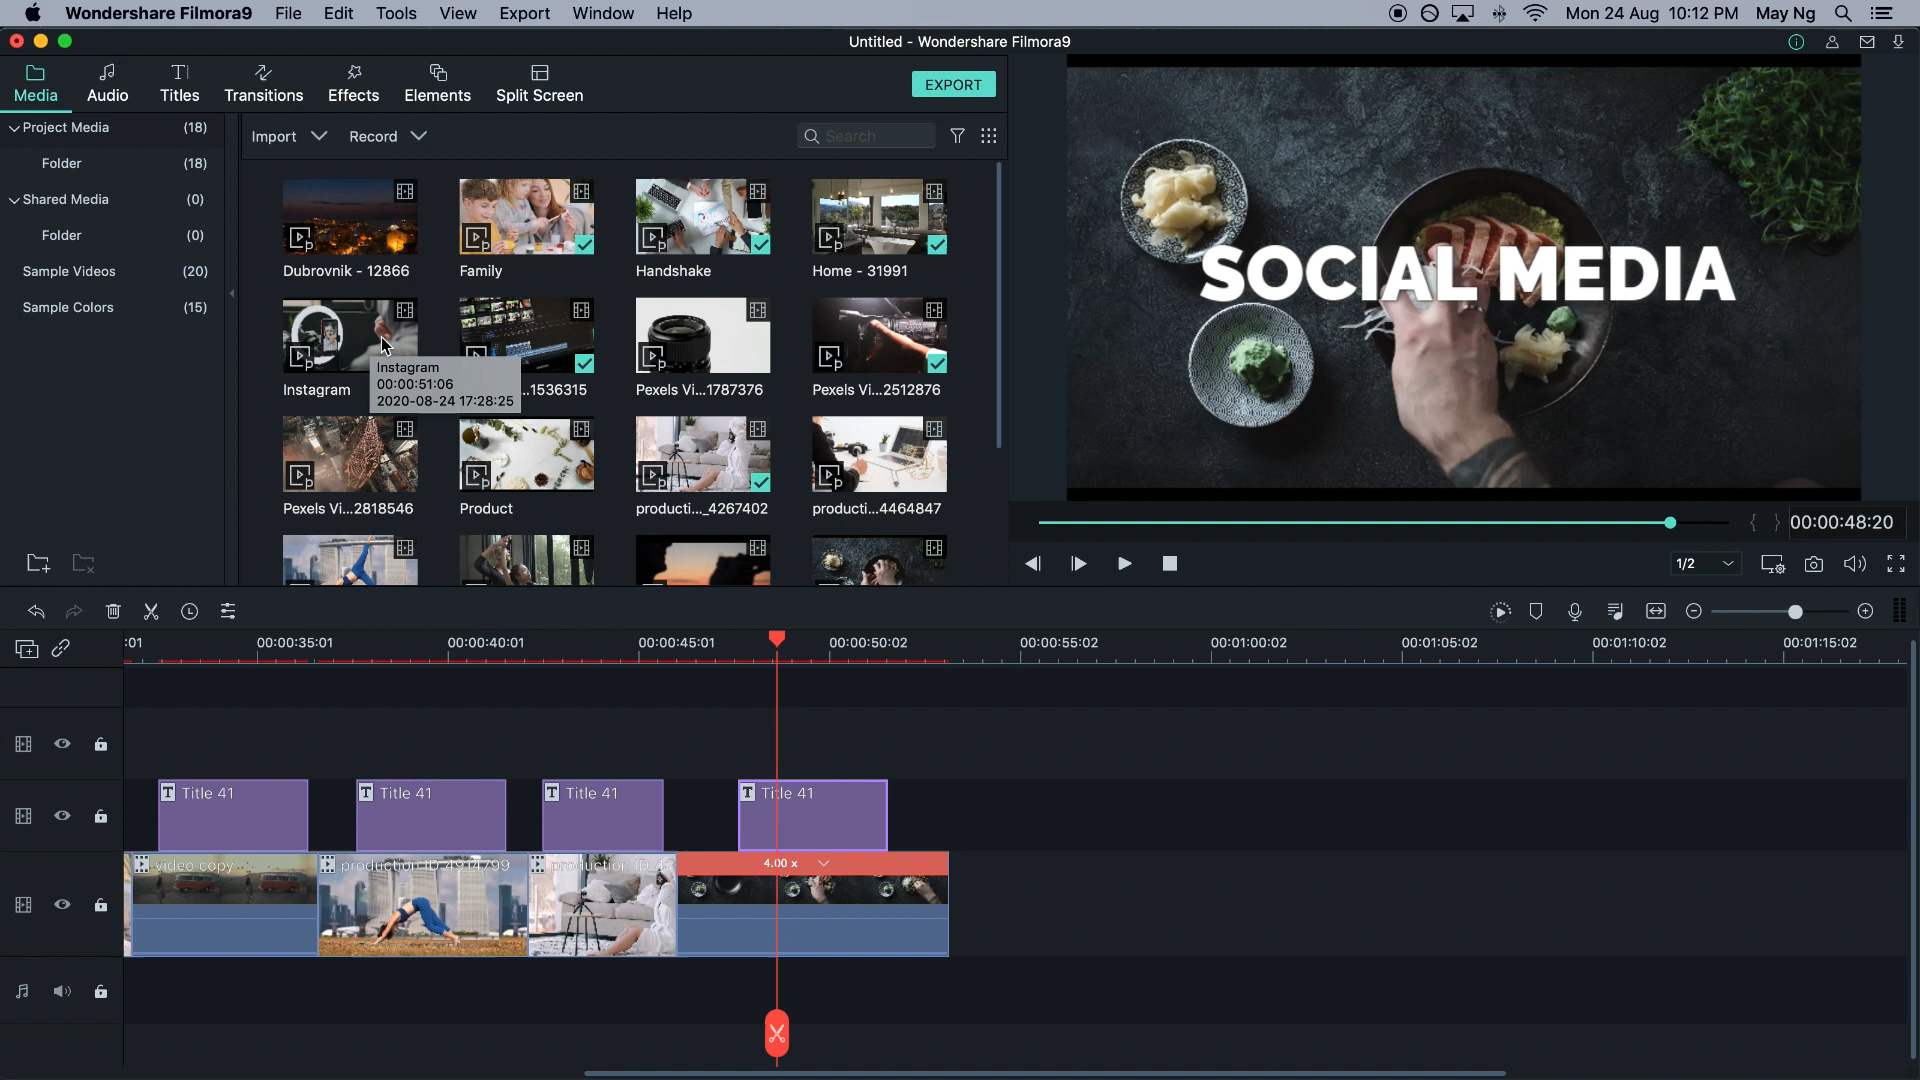 Wondershare Filmora9 File Edit Tools View Export Window Help Mon 24 Aug 10:12 PM May Ng
Untitled - Wondershare Filmora9
Media Audio Titles Transitions Effects Elements Split Screen EXPORT
Project Media (18)
Folder (18)
Shared Media (0)
Folder (0)
Sample Videos (20)
Sample Colors (15)
Import Record Search
Dubrovnik - 12866 Family Handshake Home - 31991
Instagram ...1536315 Pexels Vi...1787376 Pexels Vi...2512876
Instagram
00:00:51:06
2020-08-24 17:28:25
Pexels Vi...2818546 Product producti..._4267402 producti...4464847
SOCIAL MEDIA
00:00:48:20
1/2
:01 00:00:35:01 00:00:40:01 00:00:45:01 00:00:50:02 00:00:55:02 00:01:00:02 00:01:05:02 00:01:10:02 00:01:15:02
T Title 41 T Title 41 T Title 41 T Title 41
video copy production ID 4914799 production ID
4.00 x